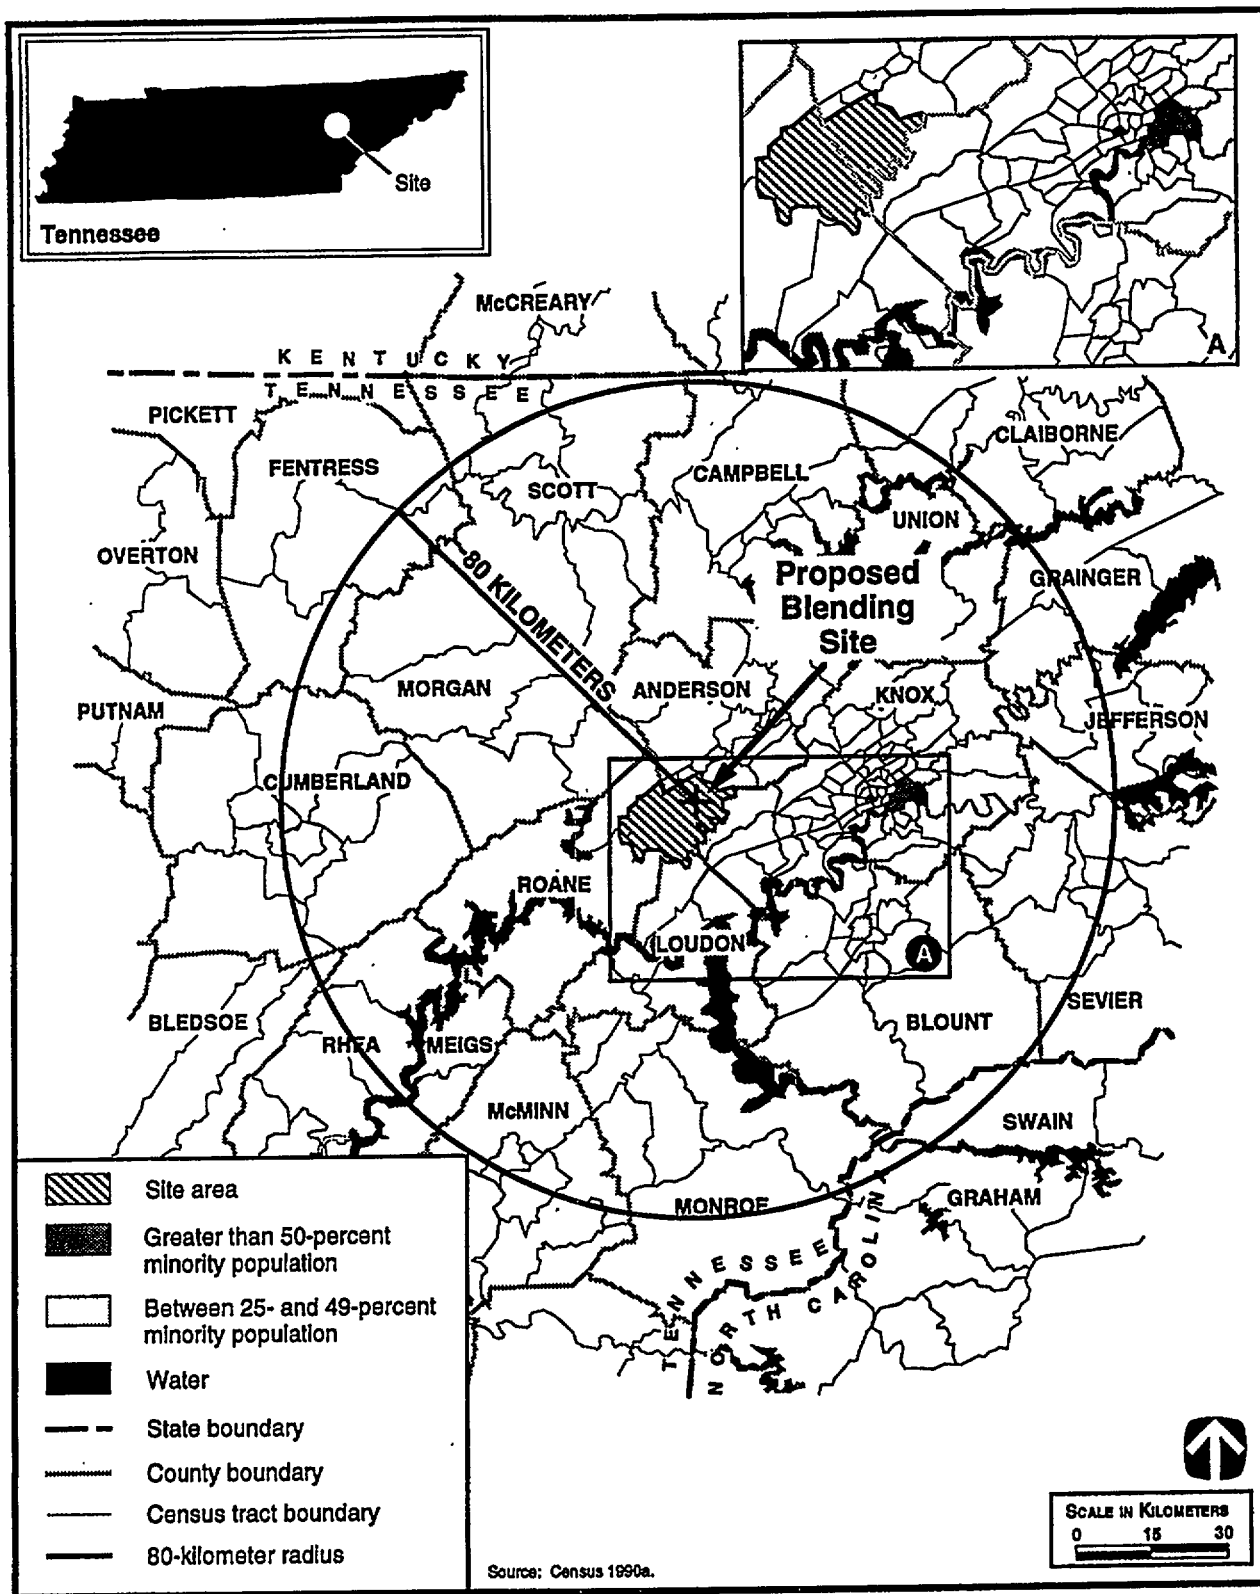 Site
Tennessee
A
McCREARY
KENTUCKY
TENNESSEE
PICKETT
FENTRESS
SCOTT
CAMPBELL
CLAIBORNE
UNION
OVERTON
GRAINGER
80 KILOMETERS
Proposed
Blending
Site
MORGAN
ANDERSON
KNOX
PUTNAM
JEFFERSON
CUMBERLAND
ROANE
LOUDON
A
BLEDSOE
RHEA
MEIGS
BLOUNT
SEVIER
McMINN
SWAIN
MONROE
GRAHAM
TENNESSEE
NORTH CAROLIN
Site area
Greater than 50-percent
minority population
Between 25- and 49-percent
minority population
Water
State boundary
County boundary
Census tract boundary
80-kilometer radius
Source: Census 1990a.
SCALE IN KILOMETERS
0 15 30